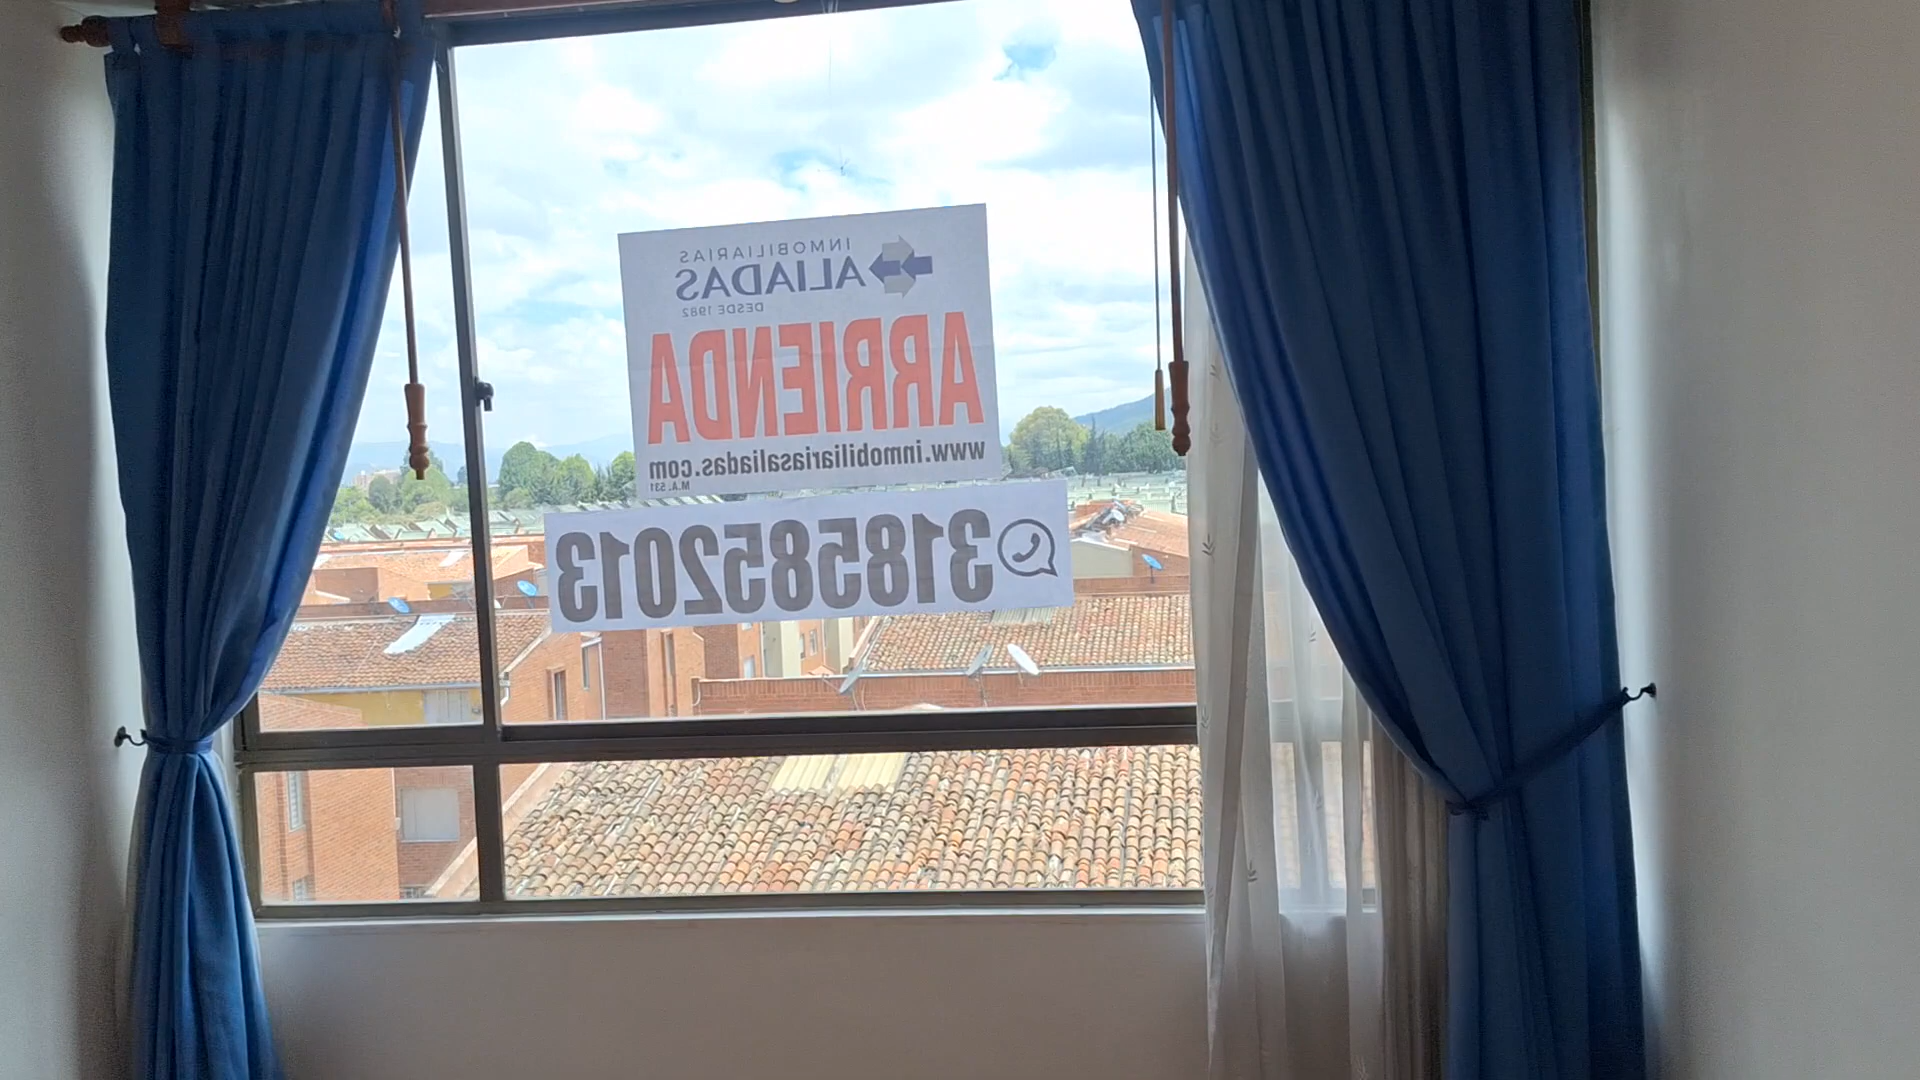 INMOBILIARIAS
ALIADAS
DESDE 1982
ARRIENDA
www.inmobiliariasaliadas.com
M.A. 531
3185852013